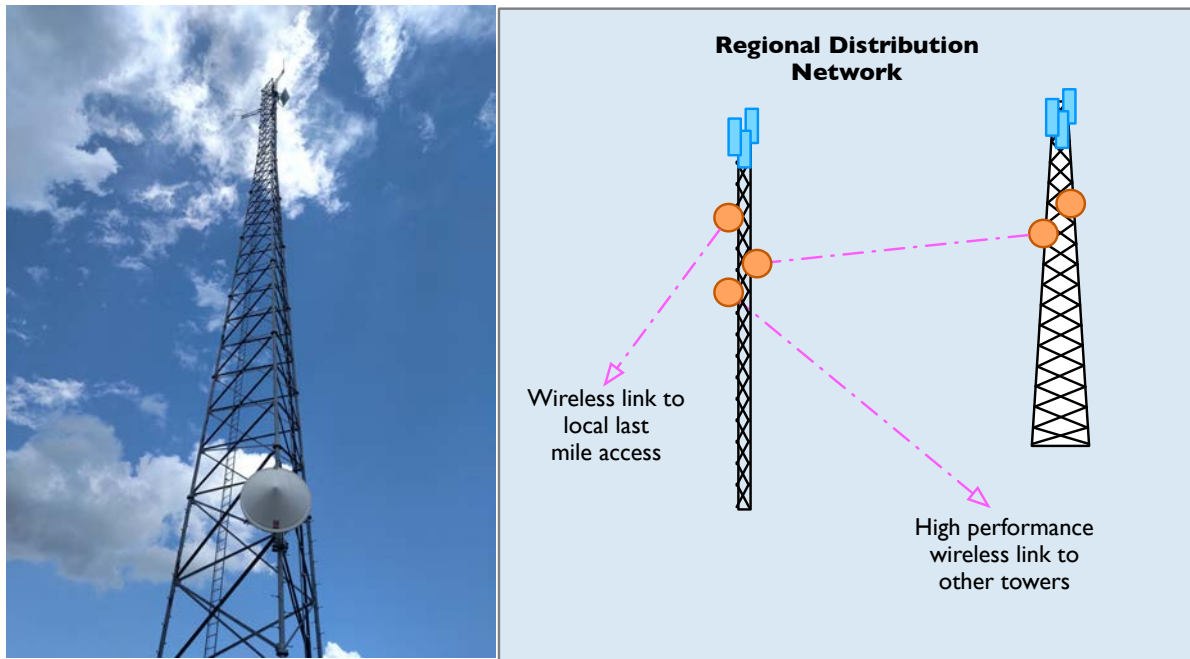 Regional Distribution
Network
Wireless link to
local last
mile access
High performance
wireless link to
other towers